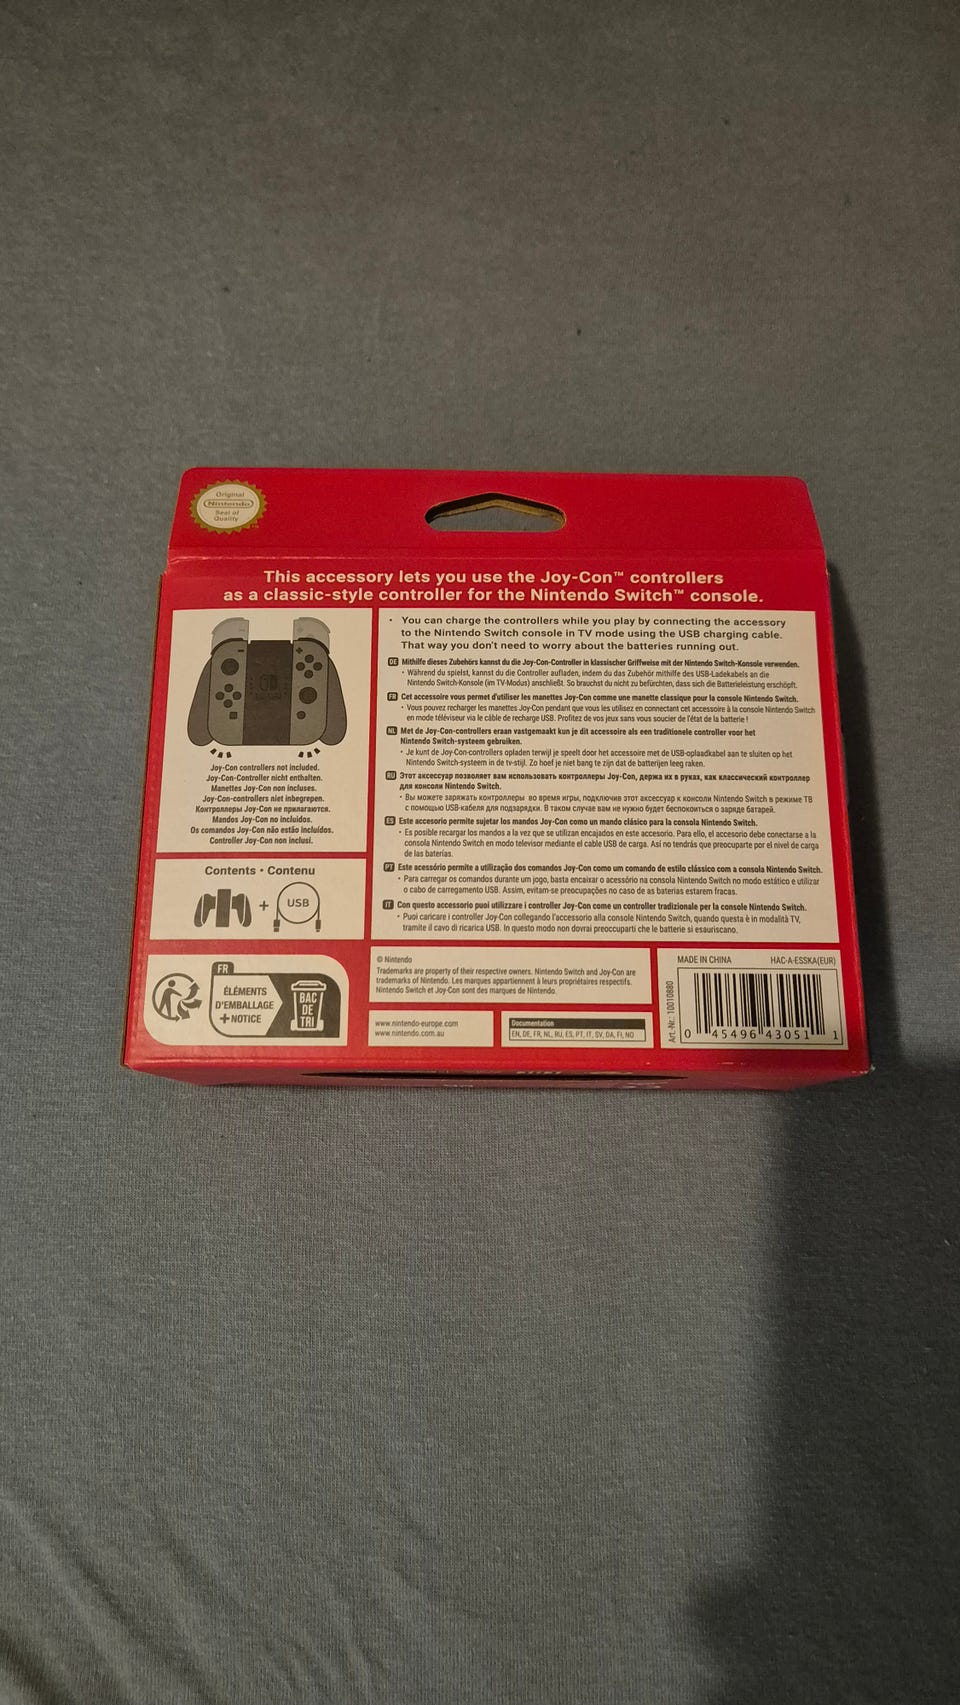 Original
Nintendo
Seal of
Quality
This accessory lets you use the Joy-Con™ controllers
as a classic-style controller for the Nintendo Switch™ console.
Joy-Con controllers not included.
Joy-Con-Controller nicht enthalten.
Manettes Joy-Con non incluses.
Joy-Con-controllers niet inbegrepen.
Контроллеры Joy-Con не прилагаются.
Mandos Joy-Con no incluidos.
Os comandos Joy-Con não estão incluídos.
Controller Joy-Con non inclusi.
Contents • Contenu
+ USB
• You can charge the controllers while you play by connecting the accessory
to the Nintendo Switch console in TV mode using the USB charging cable.
That way you don't need to worry about the batteries running out.
DE Mithilfe dieses Zubehörs kannst du die Joy-Con-Controller in klassischer Griffweise mit der Nintendo Switch-Konsole verwenden.
• Während du spielst, kannst du die Controller aufladen, indem du das Zubehör mithilfe des USB-Ladekabels an die
Nintendo Switch-Konsole (im TV-Modus) anschließt. So brauchst du nicht zu befürchten, dass sich die Batterieleistung erschöpft.
FR Cet accessoire vous permet d'utiliser les manettes Joy-Con comme une manette classique pour la console Nintendo Switch.
• Vous pouvez recharger les manettes Joy-Con pendant que vous les utilisez en connectant cet accessoire à la console Nintendo Switch
en mode téléviseur via le câble de recharge USB. Profitez de vos jeux sans vous soucier de l'état de la batterie !
NL Met de Joy-Con-controllers eraan vastgemaakt kun je dit accessoire als een traditionele controller voor het
Nintendo Switch-systeem gebruiken.
• Je kunt de Joy-Con-controllers opladen terwijl je speelt door het accessoire met de USB-oplaadkabel aan te sluiten op het
Nintendo Switch-systeem in de tv-stijl. Zo hoef je niet bang te zijn dat de batterijen leeg raken.
RU Этот аксессуар позволяет вам использовать контроллеры Joy-Con, держа их в руках, как классический контроллер
для консоли Nintendo Switch.
• Вы можете заряжать контроллеры во время игры, подключив этот аксессуар к консоли Nintendo Switch в режиме ТВ
с помощью USB-кабеля для подзарядки. В таком случае вам не нужно будет беспокоиться о заряде батарей.
ES Este accesorio permite sujetar los mandos Joy-Con como un mando clásico para la consola Nintendo Switch.
• Es posible recargar los mandos a la vez que se utilizan encajados en este accesorio. Para ello, el accesorio debe conectarse a la
consola Nintendo Switch en modo televisor mediante el cable USB de carga. Así no tendrás que preocuparte por el nivel de carga
de las baterías.
PT Este acessório permite a utilização dos comandos Joy-Con como um comando de estilo clássico com a consola Nintendo Switch.
• Para carregar os comandos durante um jogo, basta encaixar o acessório na consola Nintendo Switch no modo estático e utilizar
o cabo de carregamento USB. Assim, evitam-se preocupações no caso de as baterias estarem fracas.
IT Con questo accessorio puoi utilizzare i controller Joy-Con come un controller tradizionale per la console Nintendo Switch.
• Puoi caricare i controller Joy-Con collegando l'accessorio alla console Nintendo Switch, quando questa è in modalità TV,
tramite il cavo di ricarica USB. In questo modo non dovrai preoccuparti che le batterie si esauriscano.
FR
ÉLÉMENTS
D'EMBALLAGE
+ NOTICE
BAC
DE
TRI
© Nintendo
Trademarks are property of their respective owners. Nintendo Switch and Joy-Con are
trademarks of Nintendo. Les marques appartiennent à leurs propriétaires respectifs.
Nintendo Switch et Joy-Con sont des marques de Nintendo.
www.nintendo-europe.com
www.nintendo.com.au
Documentation
EN, DE, FR, NL, RU, ES, PT, IT, SV, DA, FI, NO
MADE IN CHINA HAC-A-ESSKA(EUR)
Art.-Nr.: 10010880
0 45496 43051 1